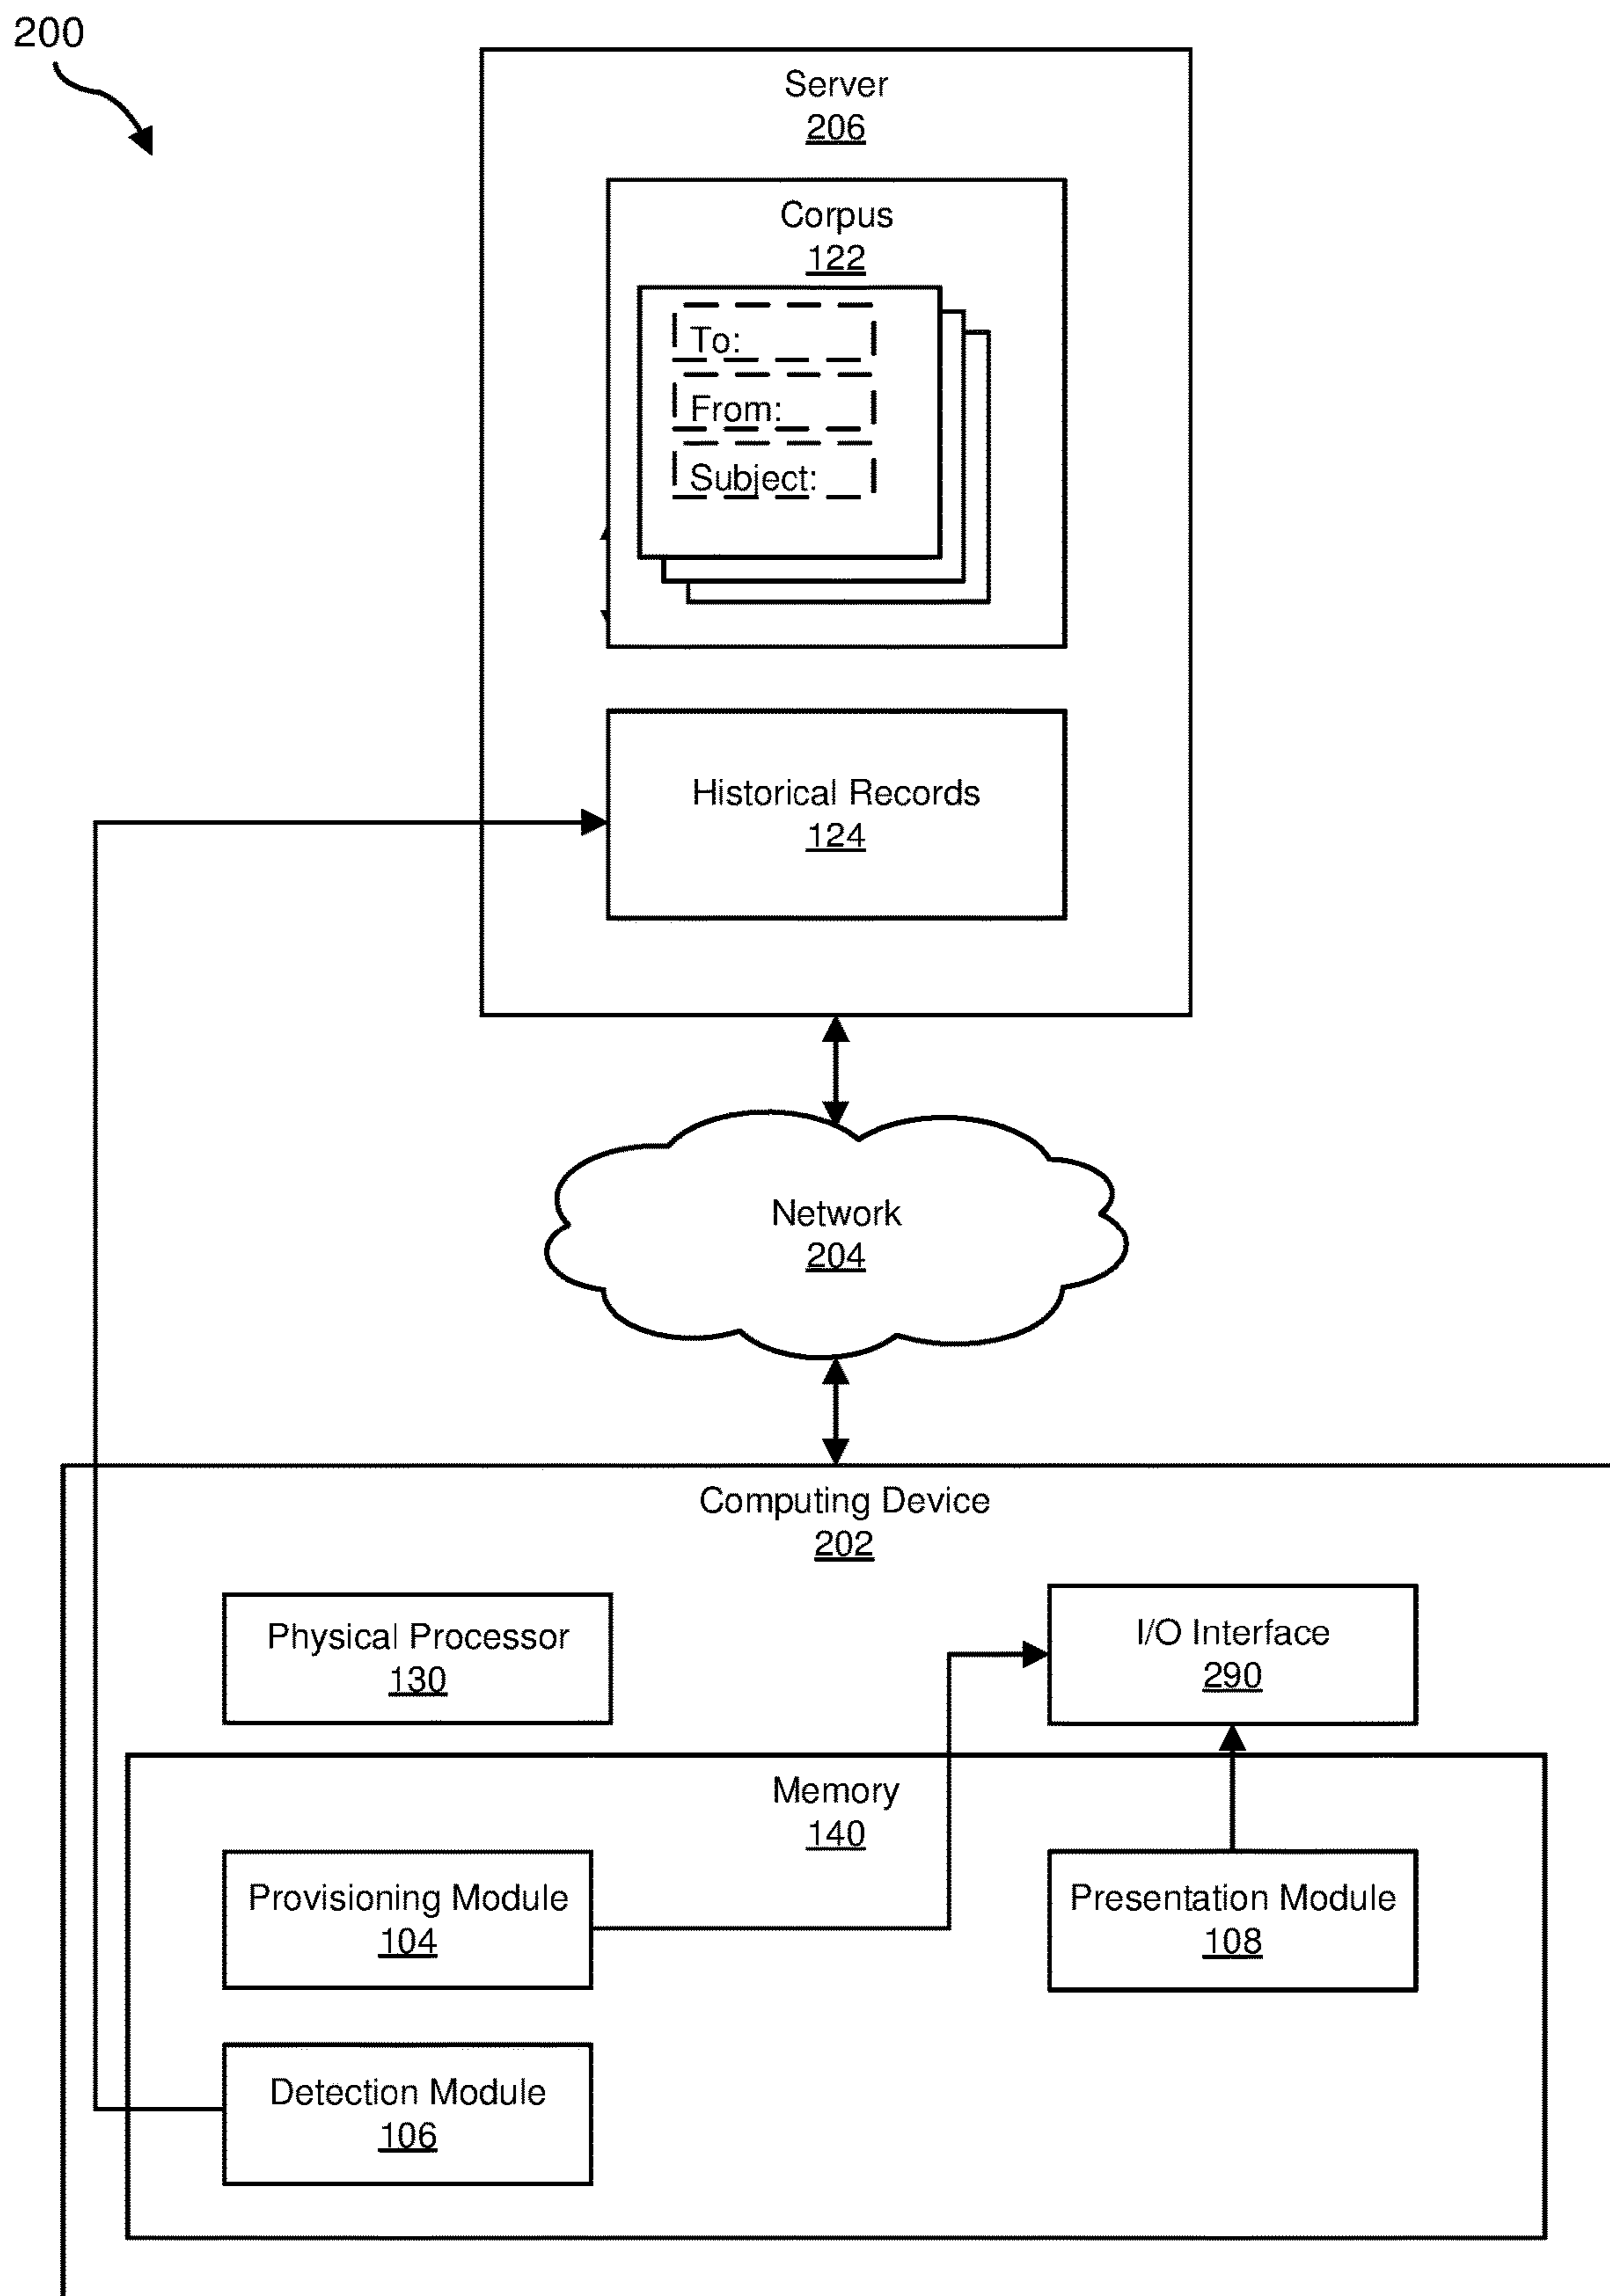 200
Server
206
Corpus
122
To:
From:
Subject:
Historical Records
124
Network
204
Computing Device
202
Physical Processor
130
I/O Interface
290
Memory
140
Provisioning Module
104
Presentation Module
108
Detection Module
106